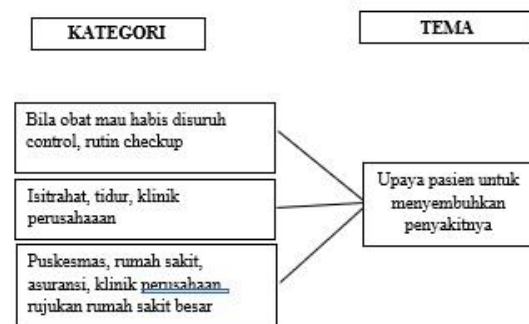 KATEGORI
TEMA
Bila obat mau habis disuruh
control, rutin checkup
Isitrahat, tidur, klinik
perusahaaan
Puskesmas, rumah sakit,
asuransi, klinik perusahaan
rujukan rumah sakit besar
Upaya pasien untuk
menyembuhkan
penyakitnya